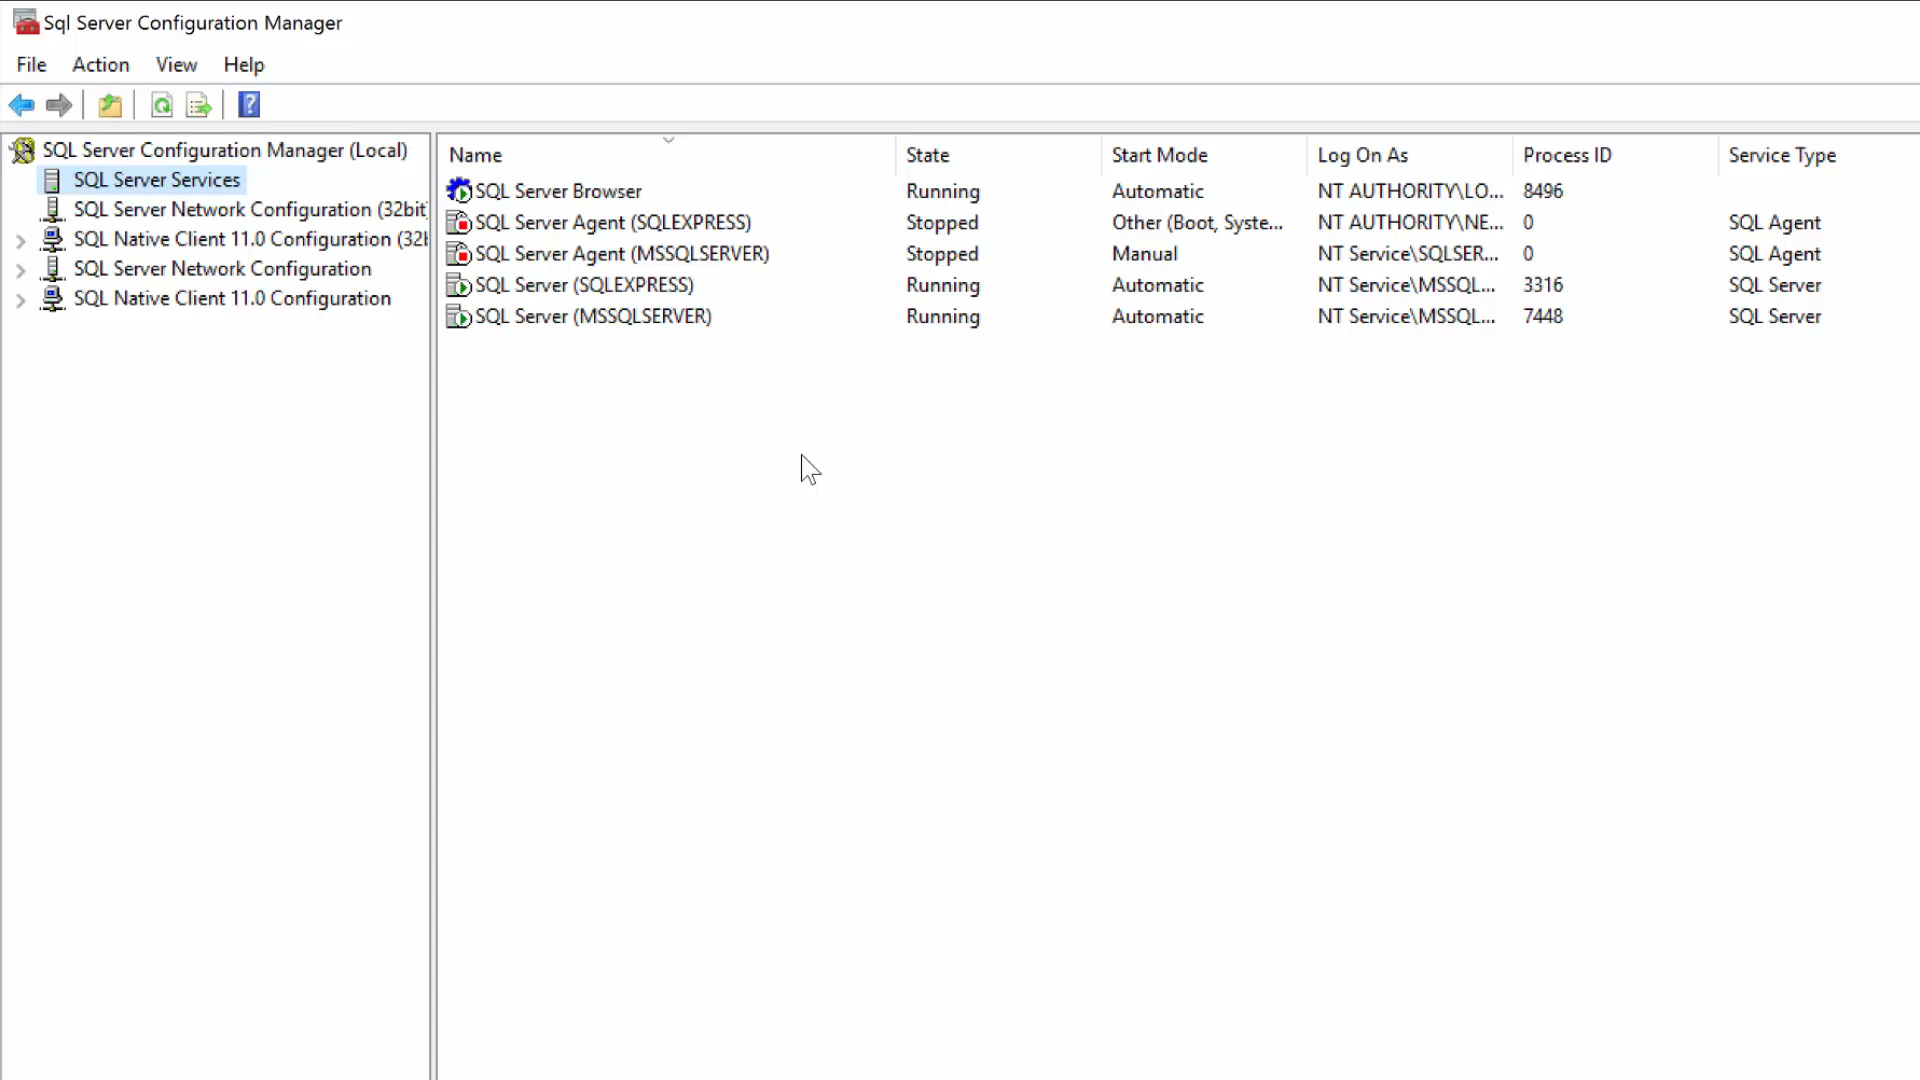 Sql Server Configuration Manager
File Action View Help
SQL Server Configuration Manager (Local)
SQL Server Services
SQL Server Network Configuration (32bit
SQL Native Client 11.0 Configuration (32b
SQL Server Network Configuration
SQL Native Client 11.0 Configuration
Name State Start Mode Log On As Process ID Service Type
SQL Server Browser Running Automatic NT AUTHORITY\LO... 8496
SQL Server Agent (SQLEXPRESS) Stopped Other (Boot, Syste... NT AUTHORITY\NE... 0 SQL Agent
SQL Server Agent (MSSQLSERVER) Stopped Manual NT Service\SQLSER... 0 SQL Agent
SQL Server (SQLEXPRESS) Running Automatic NT Service\MSSQL... 3316 SQL Server
SQL Server (MSSQLSERVER) Running Automatic NT Service\MSSQL... 7448 SQL Server